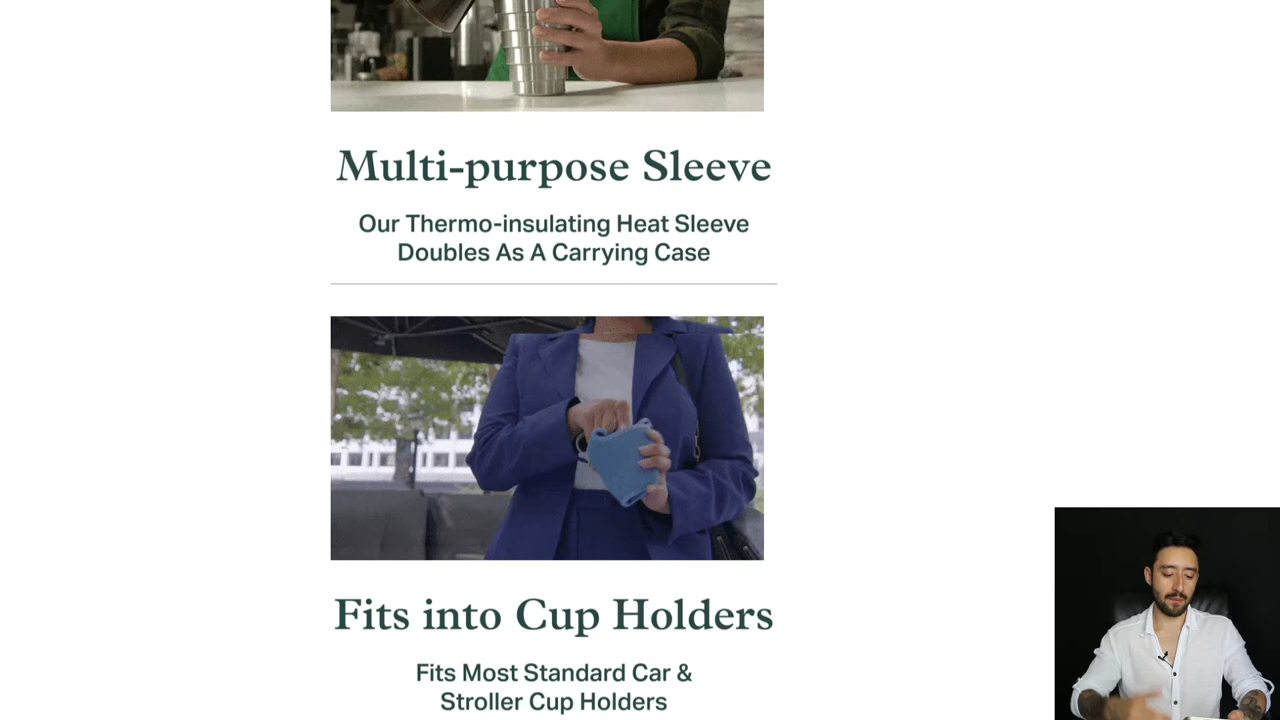 Multi-purpose Sleeve
Our Thermo-insulating Heat Sleeve
Doubles As A Carrying Case
Fits into Cup Holders
Fits Most Standard Car &
Stroller Cup Holders